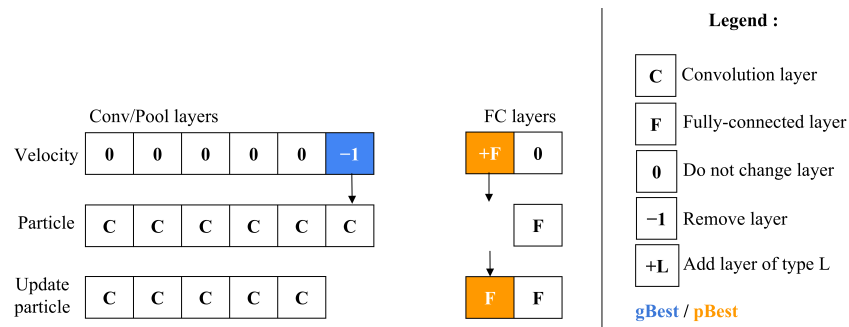 Legend :
C Convolution layer
F Fully-connected layer
0 Do not change layer
−1 Remove layer
+L Add layer of type L
gBest / pBest
Conv/Pool layers FC layers
Velocity 0 0 0 0 0 −1 +F 0
Particle C C C C C C F
Update
particle C C C C C F F